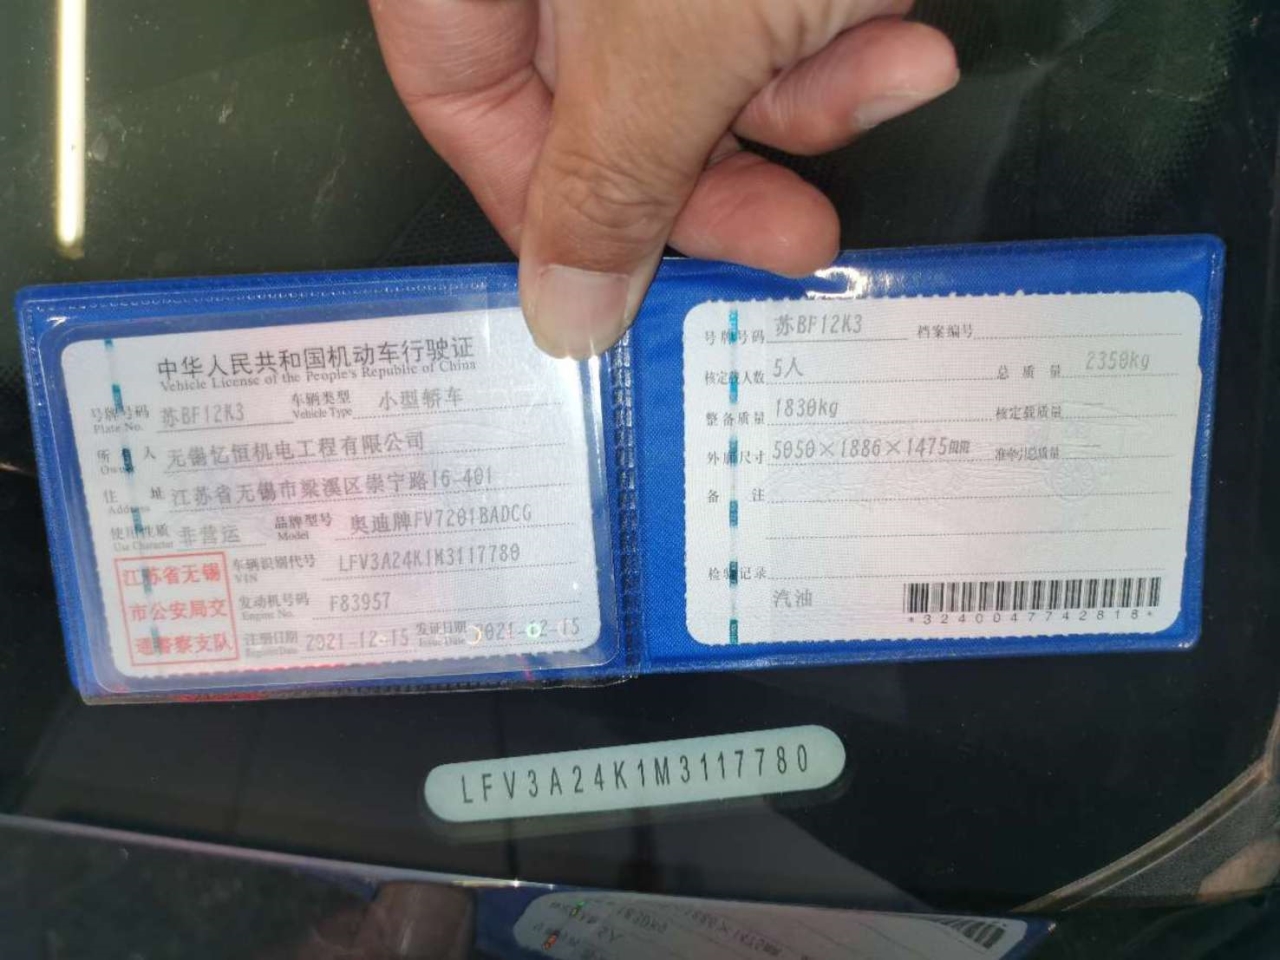 中华人民共和国机动车行驶证
Vehicle License of the People's Republic of China
号牌号码 Plate No. 苏BF12K3 车辆类型 Vehicle Type 小型轿车
所有人 Owner 无锡忆恒机电工程有限公司
住址 Address 江苏省无锡市梁溪区崇宁路16-401
使用性质 Use Character 非营运 品牌型号 Model 奥迪牌FV7201BADCG
江苏省无锡
市公安局交
通警察支队
车辆识别代号 VIN LFV3A24K1M3117780
发动机号码 Engine No. F83957
注册日期 Register Date 2021-12-15 发证日期 Issue Date 2021-12-15
号牌号码 苏BF12K3 档案编号
核定载人数 5人 总质量 2350kg
整备质量 1830kg 核定载质量
外廓尺寸 5050×1886×1475mm 准牵引总质量
备注
检验记录
汽油
*3240047742818*
LFV3A24K1M3117780